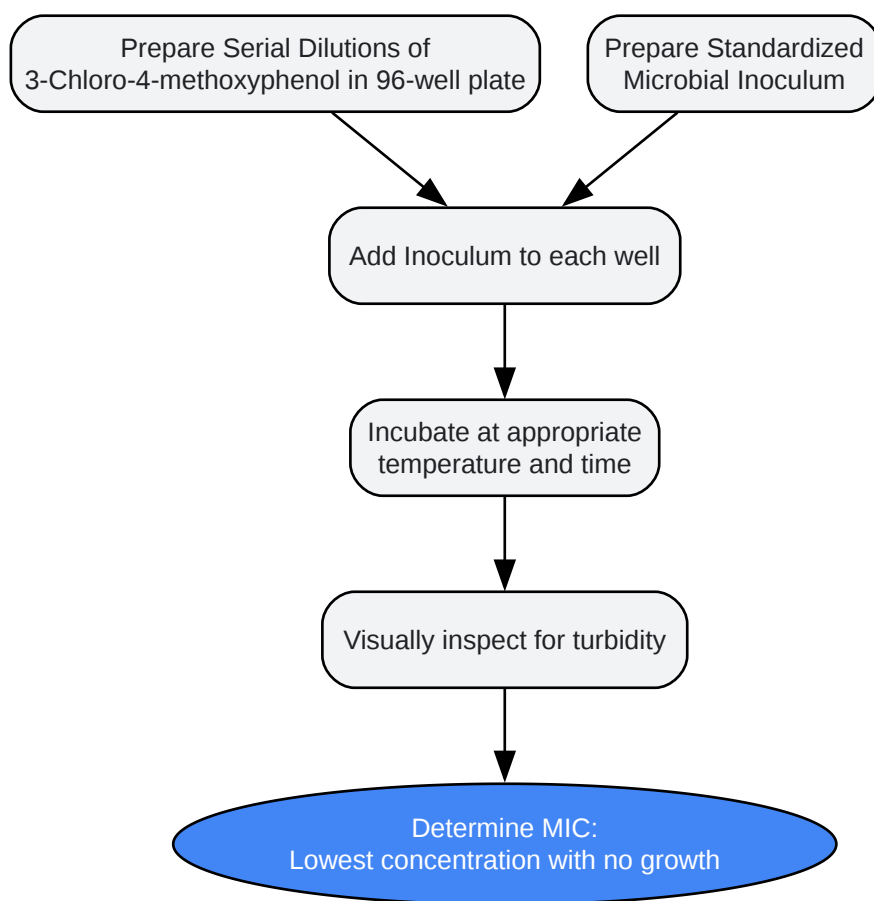 Prepare Serial Dilutions of
3-Chloro-4-methoxyphenol in 96-well plate
Prepare Standardized
Microbial Inoculum
Add Inoculum to each well
Incubate at appropriate
temperature and time
Visually inspect for turbidity
Determine MIC:
Lowest concentration with no growth